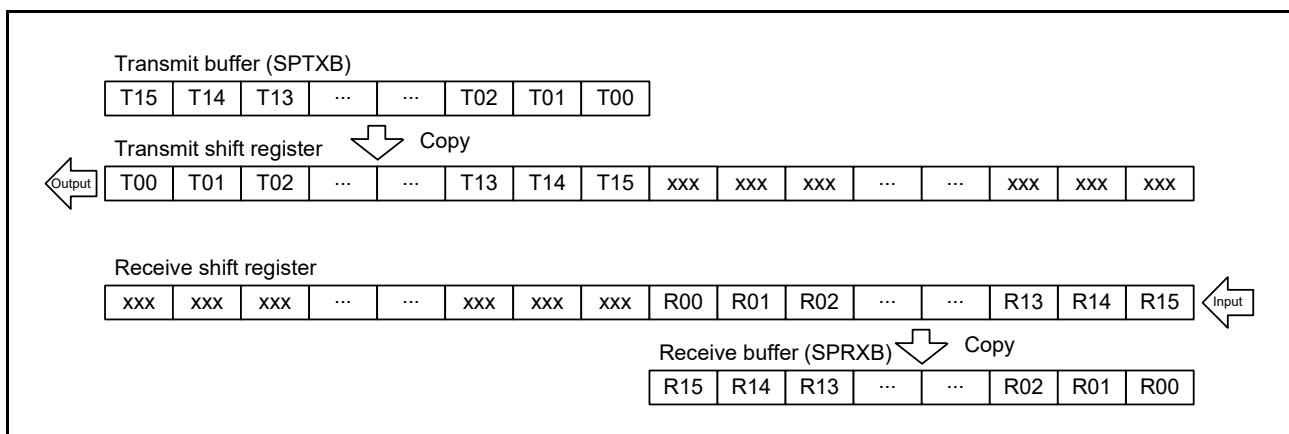 Transmit buffer (SPTXB)
T15 T14 T13 ... ... T02 T01 T00
Copy
Transmit shift register
Output T00 T01 T02 ... ... T13 T14 T15 xxx xxx xxx ... ... xxx xxx xxx
Receive shift register
xxx xxx xxx ... ... xxx xxx xxx R00 R01 R02 ... ... R13 R14 R15 Input
Receive buffer (SPRXB) Copy
R15 R14 R13 ... ... R02 R01 R00